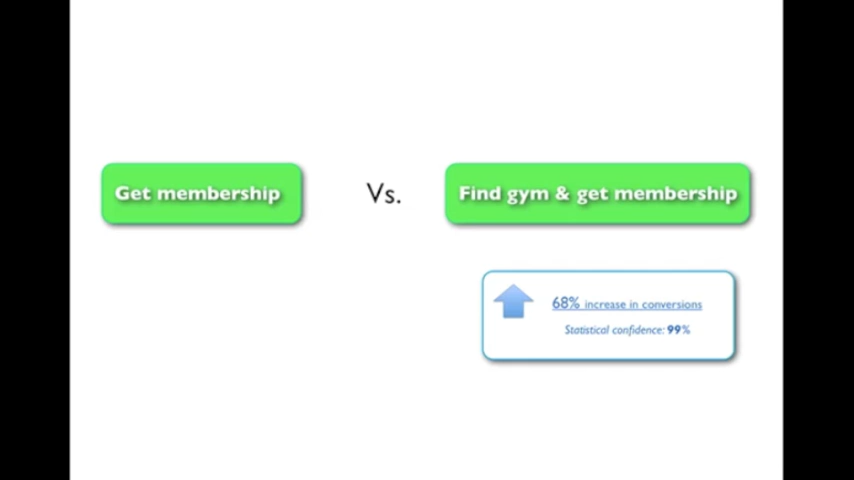 Get membership
Vs.
Find gym & get membership
68% increase in conversions
Statistical confidence: 99%